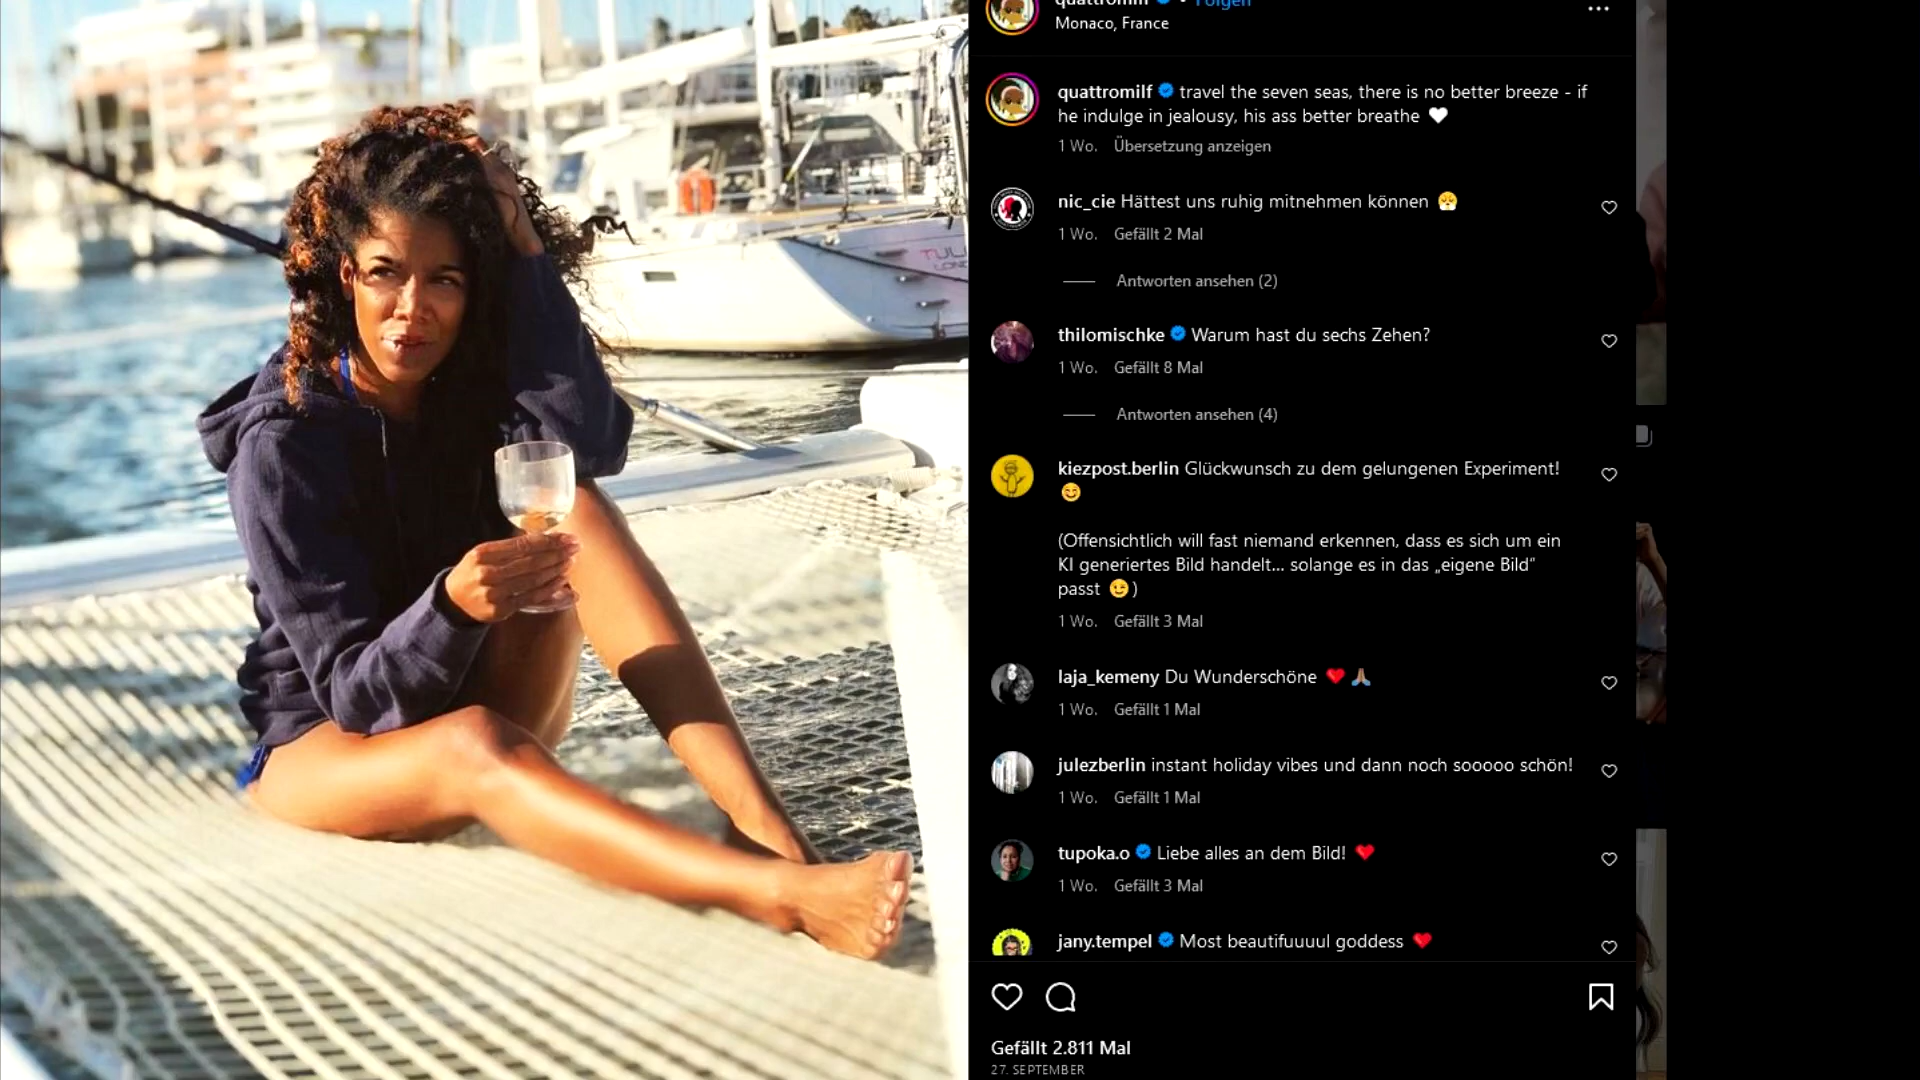 quattromilf • Folgen
Monaco, France
quattromilf travel the seven seas, there is no better breeze - if
he indulge in jealousy, his ass better breathe 🤍
1 Wo. Übersetzung anzeigen
nic_cie Hättest uns ruhig mitnehmen können 😤
1 Wo. Gefällt 2 Mal
Antworten ansehen (2)
thilomischke Warum hast du sechs Zehen?
1 Wo. Gefällt 8 Mal
Antworten ansehen (4)
kiezpost.berlin Glückwunsch zu dem gelungenen Experiment!
😊
(Offensichtlich will fast niemand erkennen, dass es sich um ein
KI generiertes Bild handelt... solange es in das „eigene Bild“
passt 😉)
1 Wo. Gefällt 3 Mal
laja_kemeny Du Wunderschöne ❤️🙏🏽
1 Wo. Gefällt 1 Mal
julezberlin instant holiday vibes und dann noch sooooo schön!
1 Wo. Gefällt 1 Mal
tupoka.o Liebe alles an dem Bild! ❤️
1 Wo. Gefällt 3 Mal
jany.tempel Most beautifuuuul goddess ❤️
Gefällt 2.811 Mal
27. SEPTEMBER